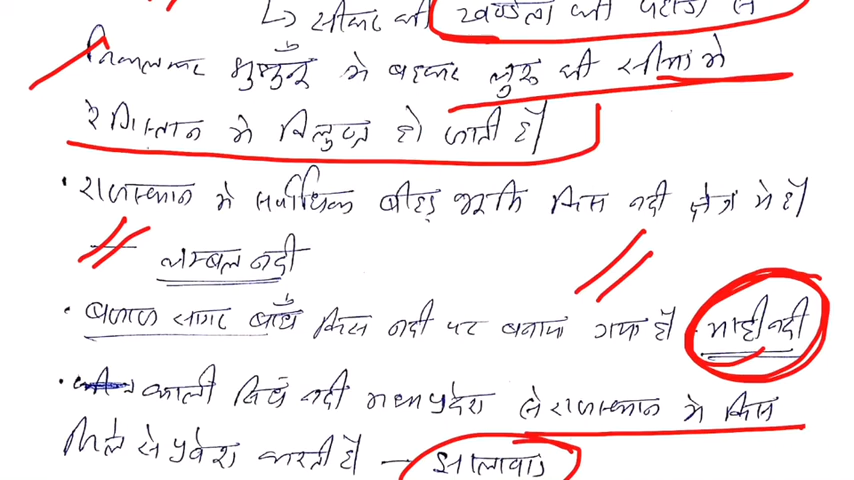 ↳ सीकर की खण्डेला की पहाड़ी से
निकलकर झुन्झुनूँ मे बहकर चुरू की सीमा मे
रेगिस्तान मे विलुप्त हो जाती है।
• राजस्थान मे सर्वाधिक बीहड़ भूमि किस नदी क्षेत्र मे है।
— चम्बल नदी
• बजाज सागर बाँध किस नदी पर बनाया गया है। - माही नदी
• काली सिंध नदी मध्यप्रदेश से राजस्थान मे किस
जिले से प्रवेश करती है। — झालावाड़